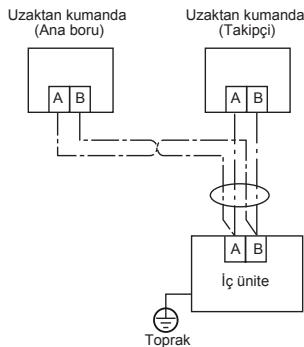 Uzaktan kumanda
(Ana boru)
Uzaktan kumanda
(Takipçi)
A B
A B
A B
İç ünite
Toprak